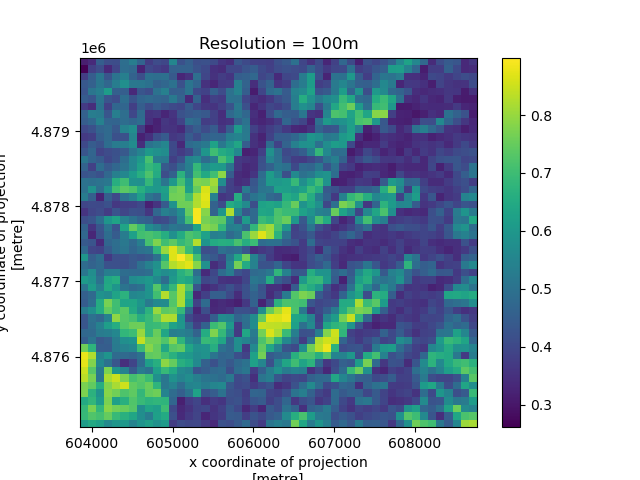 Resolution = 100m
1e6
4.879
4.878
4.877
4.876
y coordinate of projection
[metre]
604000
605000
606000
607000
608000
x coordinate of projection
[metre]
0.8
0.7
0.6
0.5
0.4
0.3